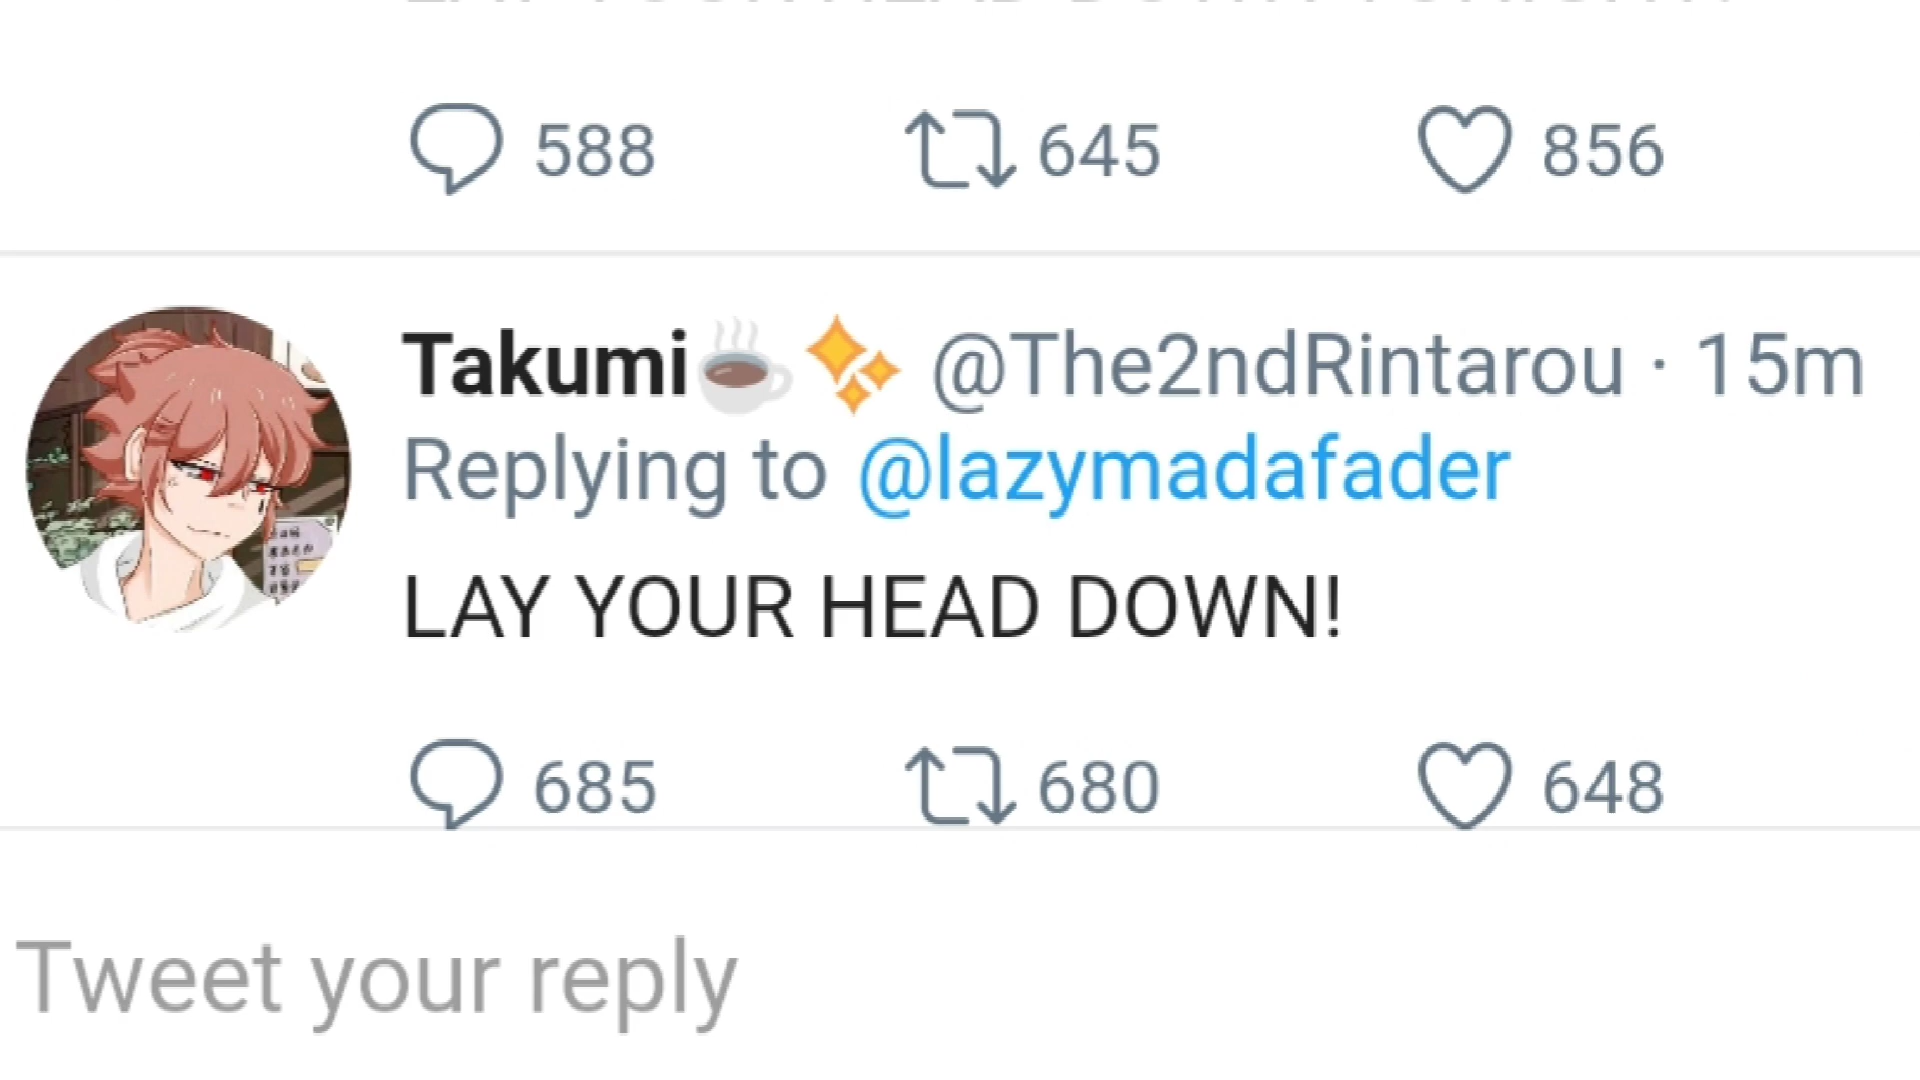 588 645 856
Takumi☕✨ @The2ndRintarou · 15m
Replying to @lazymadafader
LAY YOUR HEAD DOWN!
685 680 648
Tweet your reply